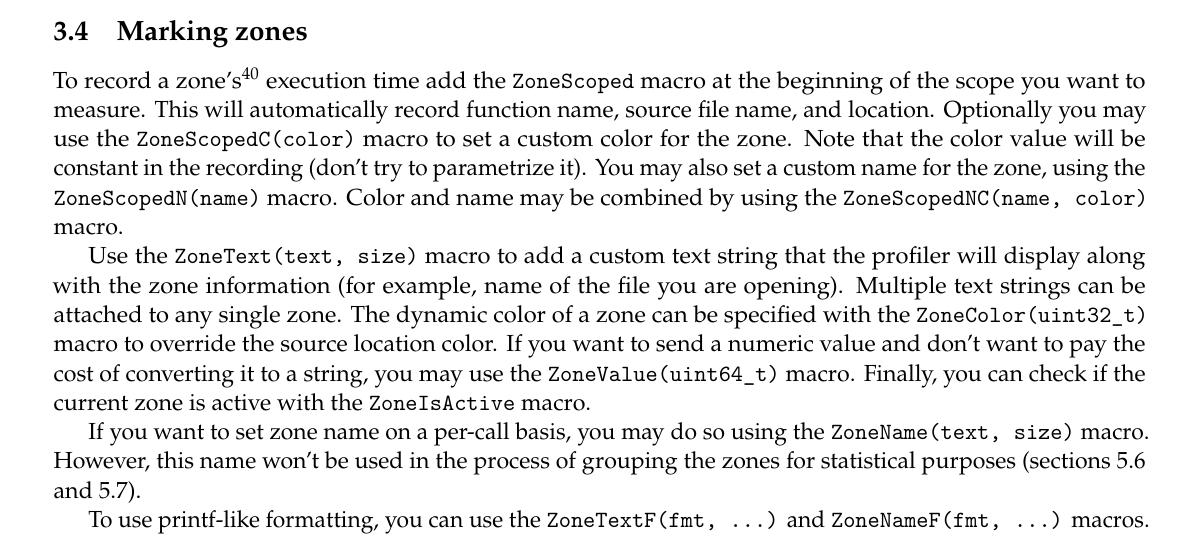 3.4 Marking zones
To record a zone’s40 execution time add the ZoneScoped macro at the beginning of the scope you want to
measure. This will automatically record function name, source file name, and location. Optionally you may
use the ZoneScopedC(color) macro to set a custom color for the zone. Note that the color value will be
constant in the recording (don’t try to parametrize it). You may also set a custom name for the zone, using the
ZoneScopedN(name) macro. Color and name may be combined by using the ZoneScopedNC(name, color)
macro.
Use the ZoneText(text, size) macro to add a custom text string that the profiler will display along
with the zone information (for example, name of the file you are opening). Multiple text strings can be
attached to any single zone. The dynamic color of a zone can be specified with the ZoneColor(uint32_t)
macro to override the source location color. If you want to send a numeric value and don’t want to pay the
cost of converting it to a string, you may use the ZoneValue(uint64_t) macro. Finally, you can check if the
current zone is active with the ZoneIsActive macro.
If you want to set zone name on a per-call basis, you may do so using the ZoneName(text, size) macro.
However, this name won’t be used in the process of grouping the zones for statistical purposes (sections 5.6
and 5.7).
To use printf-like formatting, you can use the ZoneTextF(fmt, ...) and ZoneNameF(fmt, ...) macros.